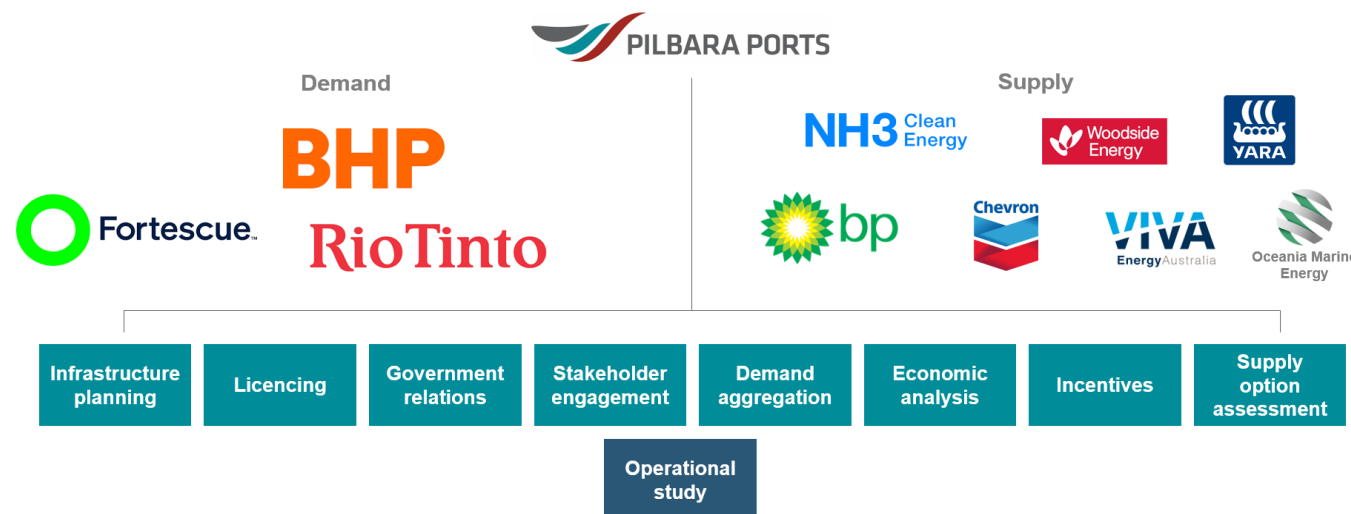 PILBARA PORTS
Demand
Supply
BHP
Fortescue™
RioTinto
NH3 Clean
Energy
Woodside
Energy
YARA
bp
Chevron
VIVA
EnergyAustralia
Oceania Marine
Energy
Infrastructure
planning
Licencing
Government
relations
Stakeholder
engagement
Demand
aggregation
Economic
analysis
Incentives
Supply
option
assessment
Operational
study